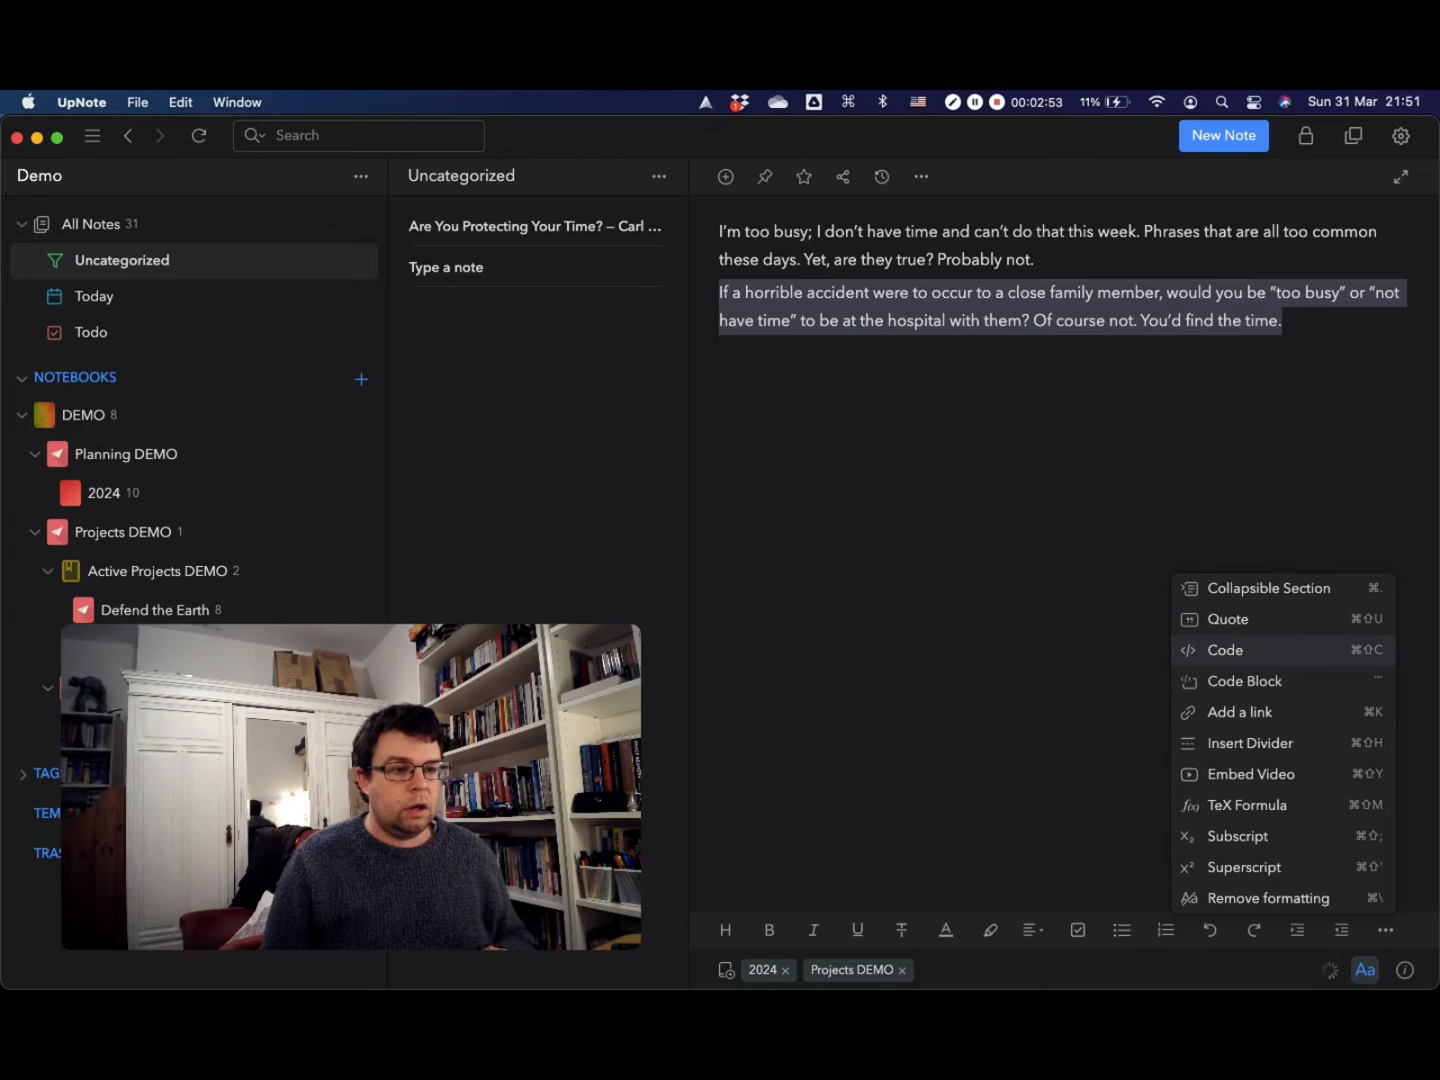 UpNote File Edit Window 1 00:02:53 11% Sun 31 Mar 21:51
Search New Note
Demo
All Notes 31
Uncategorized
Today
Todo
NOTEBOOKS
DEMO 8
Planning DEMO
2024 10
Projects DEMO 1
Active Projects DEMO 2
Defend the Earth 8
TAG
TEM
TRAS
Uncategorized
Are You Protecting Your Time? – Carl ...
Type a note
I’m too busy; I don’t have time and can’t do that this week. Phrases that are all too common
these days. Yet, are they true? Probably not.
If a horrible accident were to occur to a close family member, would you be “too busy” or “not
have time” to be at the hospital with them? Of course not. You’d find the time.
Collapsible Section ⌘.
Quote ⌘⇧U
Code ⌘⇧C
Code Block
Add a link ⌘K
Insert Divider ⌘⇧H
Embed Video ⌘⇧Y
f(x) TeX Formula ⌘⇧M
X₂ Subscript ⌘⇧;
X² Superscript ⌘⇧'
Remove formatting ⌘\
H B I U T A
2024 × Projects DEMO × Aa